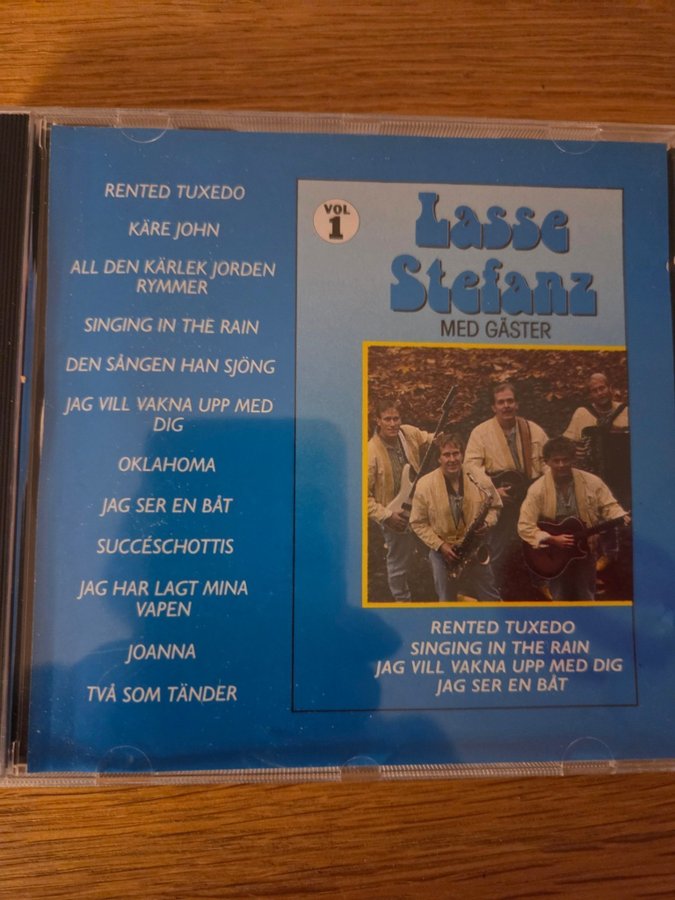 RENTED TUXEDO
KÄRE JOHN
ALL DEN KÄRLEK JORDEN
RYMMER
SINGING IN THE RAIN
DEN SÅNGEN HAN SJÖNG
JAG VILL VAKNA UPP MED
DIG
OKLAHOMA
JAG SER EN BÅT
SUCCÉSCHOTTIS
JAG HAR LAGT MINA
VAPEN
JOANNA
TVÅ SOM TÄNDER
VOL
1
Lasse
Stefanz
MED GÄSTER
RENTED TUXEDO
SINGING IN THE RAIN
JAG VILL VAKNA UPP MED DIG
JAG SER EN BÅT